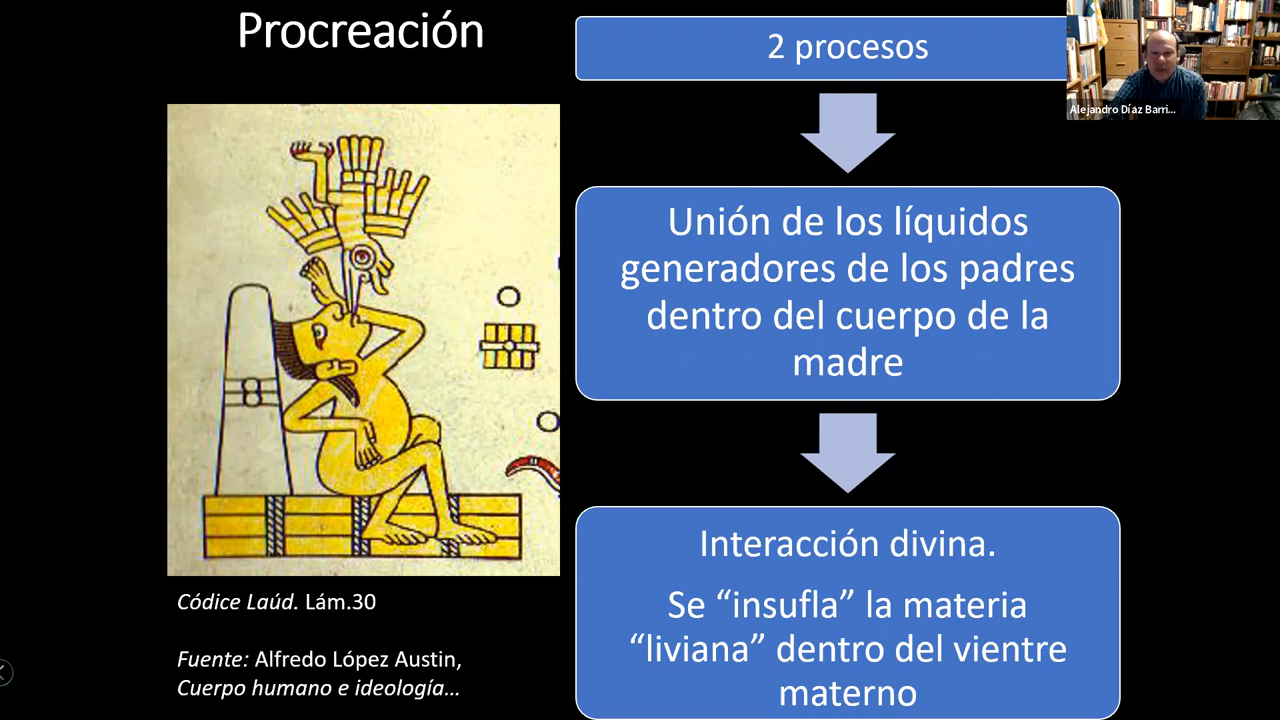 Procreación
2 procesos
Alejandro Díaz Barri...
Unión de los líquidos
generadores de los padres
dentro del cuerpo de la
madre
Interacción divina.
Se “insufla” la materia
“liviana” dentro del vientre
materno
Códice Laúd. Lám.30
Fuente: Alfredo López Austin,
Cuerpo humano e ideología...